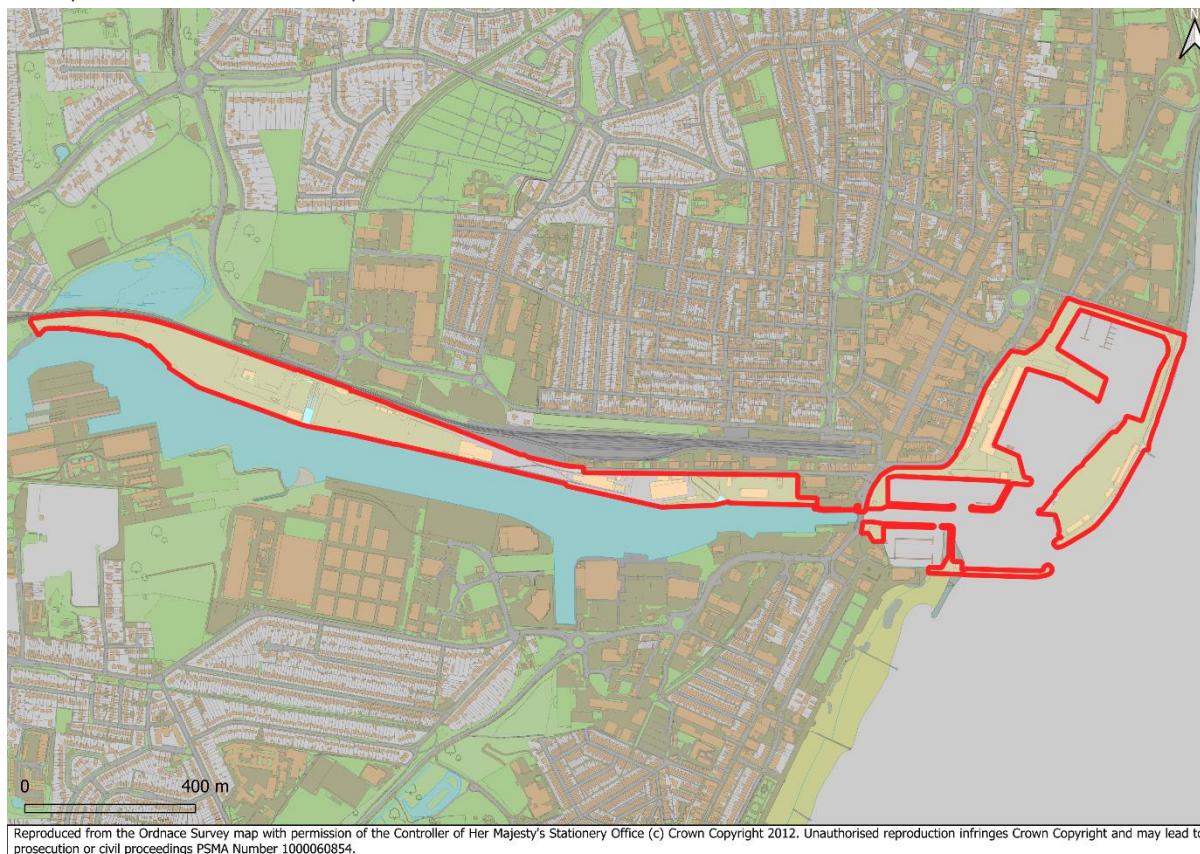 0 400 m
Reproduced from the Ordnace Survey map with permission of the Controller of Her Majesty's Stationery Office (c) Crown Copyright 2012. Unauthorised reproduction infringes Crown Copyright and may lead to
prosecution or civil proceedings PSMA Number 1000060854.